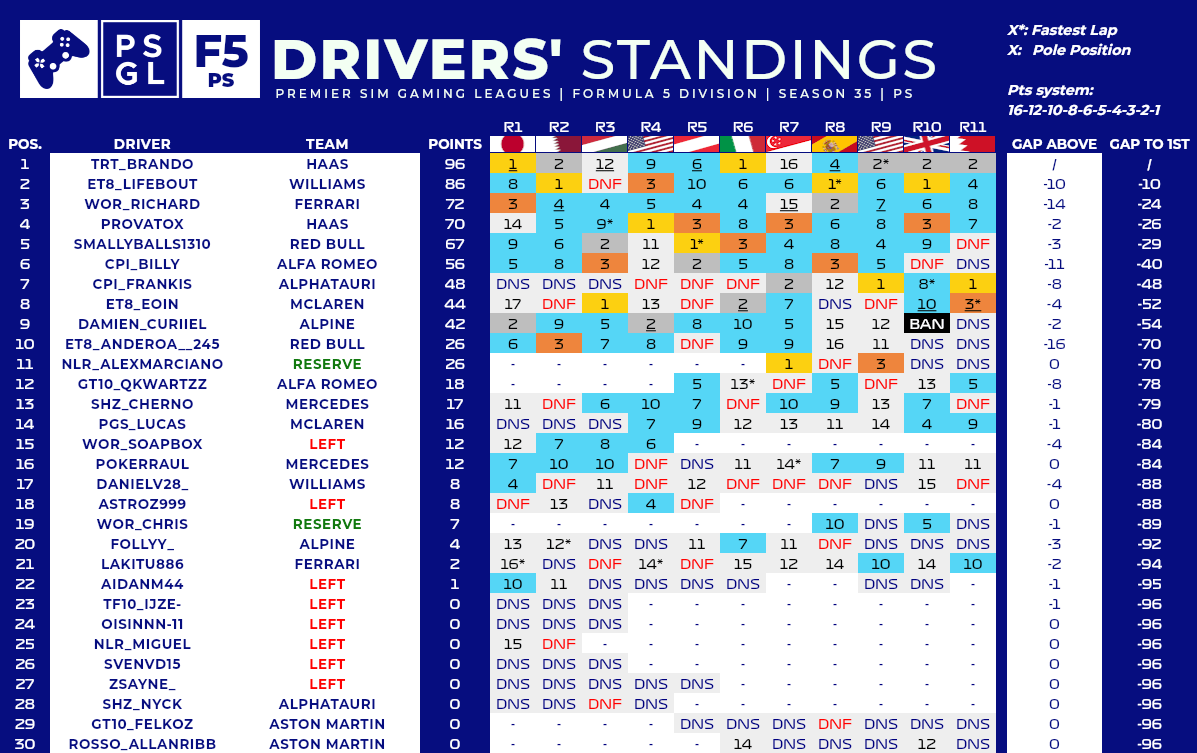 PS
GL
F5
PS
DRIVERS' STANDINGS
PREMIER SIM GAMING LEAGUES | FORMULA 5 DIVISION | SEASON 35 | PS
X*: Fastest Lap
X: Pole Position
Pts system:
16-12-10-8-6-5-4-3-2-1
POS. DRIVER TEAM POINTS R1 R2 R3 R4 R5 R6 R7 R8 R9 R10 R11 GAP ABOVE GAP TO 1ST
1 TRT_BRANDO HAAS 96 1 2 12 9 6 1 16 4 2* 2 2 / /
2 ET8_LIFEBOUT WILLIAMS 86 8 1 DNF 3 10 6 6 1* 6 1 4 -10 -10
3 WOR_RICHARD FERRARI 72 3 4 4 5 4 4 15 2 7 6 8 -14 -24
4 PROVATOX HAAS 70 14 5 9* 1 3 8 3 6 8 3 7 -2 -26
5 SMALLYBALLS1310 RED BULL 67 9 6 2 11 1* 3 4 8 4 9 DNF -3 -29
6 CPI_BILLY ALFA ROMEO 56 5 8 3 12 2 5 8 3 5 DNF DNS -11 -40
7 CPI_FRANKIS ALPHATAURI 48 DNS DNS DNS DNF DNF DNF 2 12 1 8* 1 -8 -48
8 ET8_EOIN MCLAREN 44 17 DNF 1 13 DNF 2 7 DNS DNF 10 3* -4 -52
9 DAMIEN_CURIIEL ALPINE 42 2 9 5 2 8 10 5 15 12 BAN DNS -2 -54
10 ET8_ANDEROA__245 RED BULL 26 6 3 7 8 DNF 9 9 16 11 DNS DNS -16 -70
11 NLR_ALEXMARCIANO RESERVE 26 - - - - - - 1 DNF 3 DNS DNS 0 -70
12 GT10_QKWARTZZ ALFA ROMEO 18 - - - - 5 13* DNF 5 DNF 13 5 -8 -78
13 SHZ_CHERNO MERCEDES 17 11 DNF 6 10 7 DNF 10 9 13 7 DNF -1 -79
14 PGS_LUCAS MCLAREN 16 DNS DNS DNS 7 9 12 13 11 14 4 9 -1 -80
15 WOR_SOAPBOX LEFT 12 12 7 8 6 - - - - - - - -4 -84
16 POKERRAUL MERCEDES 12 7 10 10 DNF DNS 11 14* 7 9 11 11 0 -84
17 DANIELV28_ WILLIAMS 8 4 DNF 11 DNF 12 DNF DNF DNF DNS 15 DNF -4 -88
18 ASTROZ999 LEFT 8 DNF 13 DNS 4 DNF - - - - - - 0 -88
19 WOR_CHRIS RESERVE 7 - - - - - - - 10 DNS 5 DNS -1 -89
20 FOLLYY_ ALPINE 4 13 12* DNS DNS 11 7 11 DNF DNS DNS DNS -3 -92
21 LAKITU886 FERRARI 2 16* DNS DNF 14* DNF 15 12 14 10 14 10 -2 -94
22 AIDANM44 LEFT 1 10 11 DNS DNS DNS DNS - - DNS DNS - -1 -95
23 TF10_IJZE- LEFT 0 DNS DNS DNS - - - - - - - - -1 -96
24 OISINNN-11 LEFT 0 DNS DNS DNS - - - - - - - - 0 -96
25 NLR_MIGUEL LEFT 0 15 DNF - - - - - - - - - 0 -96
26 SVENVD15 LEFT 0 DNS DNS DNS - - - - - - - - 0 -96
27 ZSAYNE_ LEFT 0 DNS DNS DNS DNS DNS - - - - - - 0 -96
28 SHZ_NYCK ALPHATAURI 0 DNS DNS DNF DNS - - - - - - - 0 -96
29 GT10_FELKOZ ASTON MARTIN 0 - - - - DNS DNS DNS DNF DNS DNS DNS 0 -96
30 ROSSO_ALLANRIBB ASTON MARTIN 0 - - - - - 14 DNS DNS DNS 12 DNS 0 -96